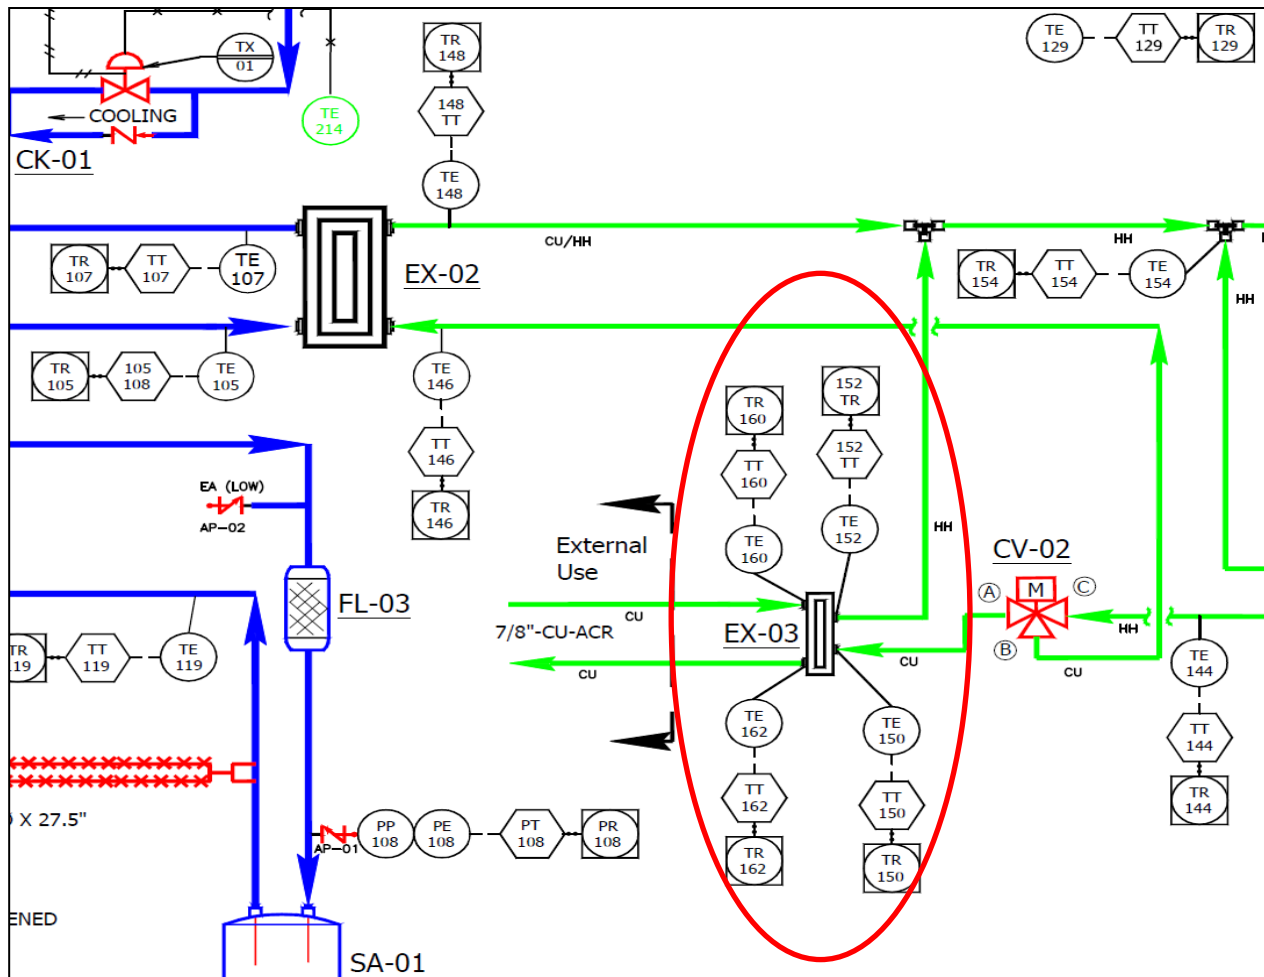 TX
01
COOLING
CK-01
TE
214
TR
148
148
TT
TE
148
TE
129
TT
129
TR
129
CU/HH
HH
TR
107
TT
107
TE
107
EX-02
TR
154
TT
154
TE
154
HH
TR
105
105
108
TE
105
TE
146
TT
146
TR
146
TR
160
152
TR
TT
160
152
TT
TE
160
TE
152
HH
EA (LOW)
AP-02
External
Use
CV-02
A
M
C
B
FL-03
CU
7/8"-CU-ACR
EX-03
CU
CU
HH
CU
TR
119
TT
119
TE
119
TE
144
TT
144
TR
144
TE
162
TE
150
TT
162
TT
150
TR
162
TR
150
X 27.5"
AP-01
PP
108
PE
108
PT
108
PR
108
ENED
SA-01